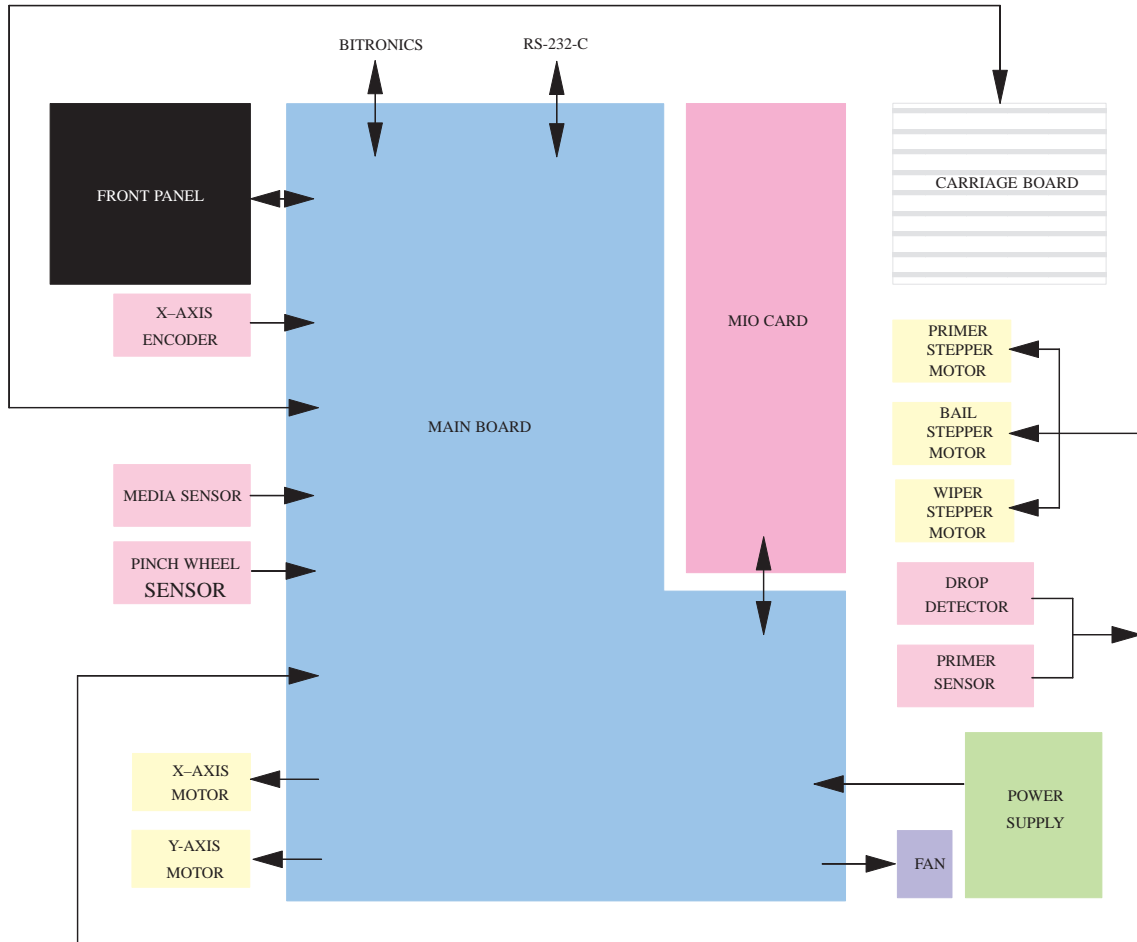 BITRONICS
RS-232-C
FRONT PANEL
CARRIAGE BOARD
X–AXIS
ENCODER
MIO CARD
PRIMER
STEPPER
MOTOR
MAIN BOARD
BAIL
STEPPER
MOTOR
MEDIA SENSOR
WIPER
STEPPER
MOTOR
PINCH WHEEL
SENSOR
DROP
DETECTOR
PRIMER
SENSOR
X–AXIS
MOTOR
POWER
SUPPLY
Y-AXIS
MOTOR
FAN